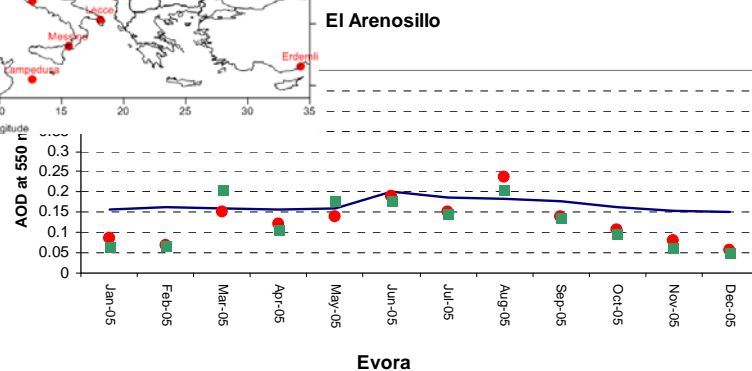 El Arenosillo
Lecce
Messina
Erdemli
Lampedusa
0 15 20 25 30 35
gitude
AOD at 550 n
0.3
0.25
0.2
0.15
0.1
0.05
0
Jan-05 Feb-05 Mar-05 Apr-05 May-05 Jun-05 Jul-05 Aug-05 Sep-05 Oct-05 Nov-05 Dec-05
Evora